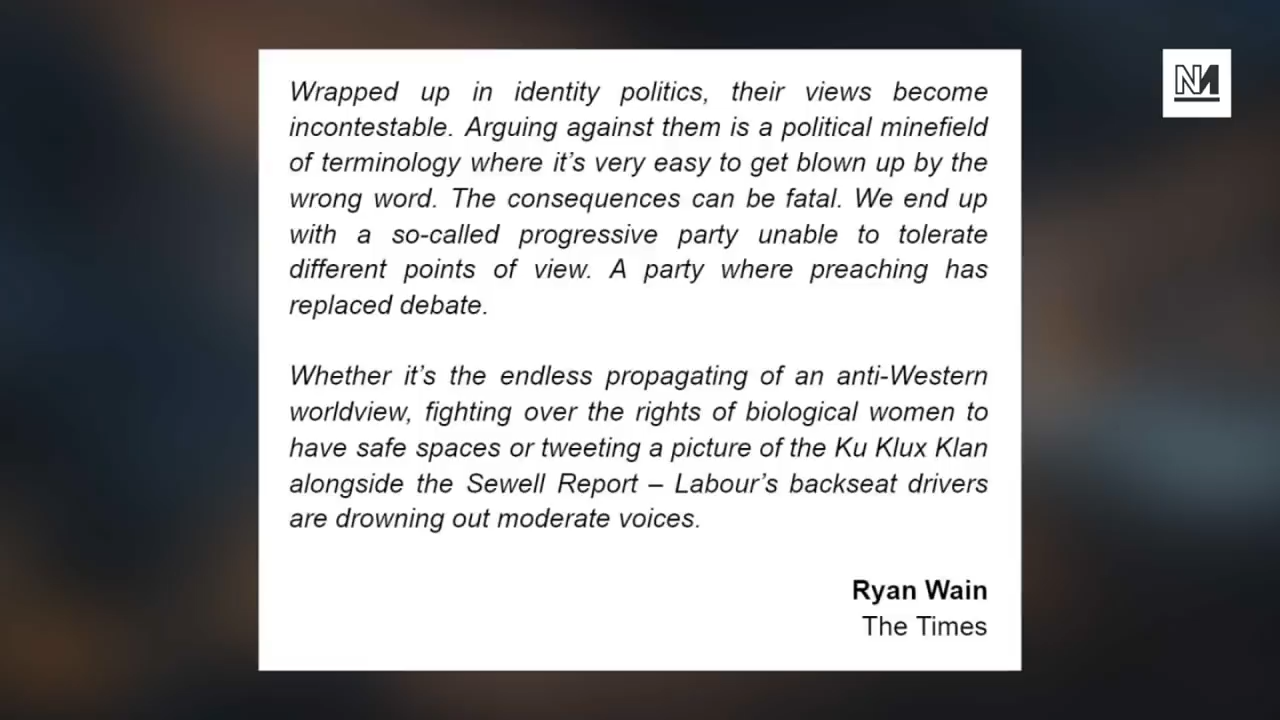 Wrapped up in identity politics, their views become
incontestable. Arguing against them is a political minefield
of terminology where it's very easy to get blown up by the
wrong word. The consequences can be fatal. We end up
with a so-called progressive party unable to tolerate
different points of view. A party where preaching has
replaced debate.
Whether it's the endless propagating of an anti-Western
worldview, fighting over the rights of biological women to
have safe spaces or tweeting a picture of the Ku Klux Klan
alongside the Sewell Report – Labour's backseat drivers
are drowning out moderate voices.
Ryan Wain
The Times
NM